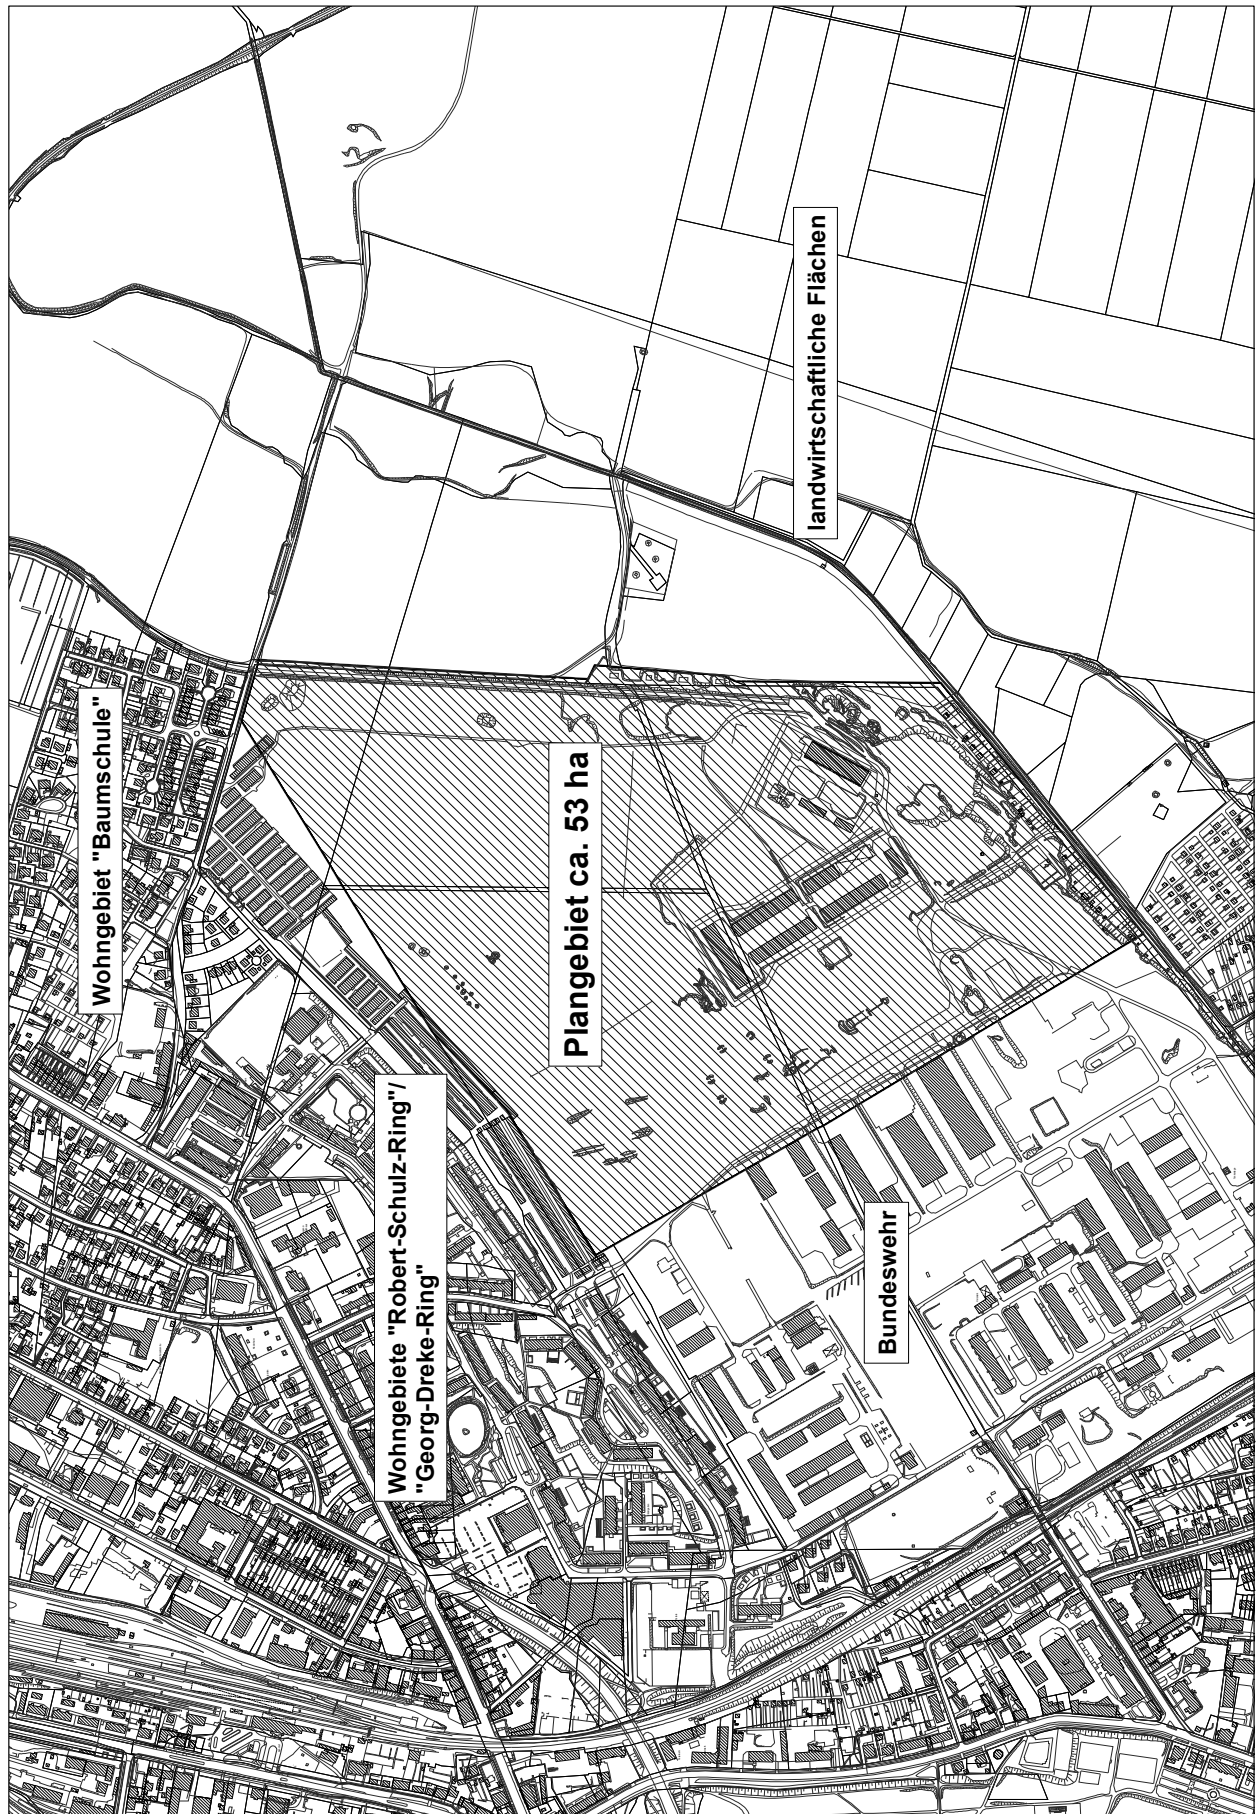 Wohngebiet "Baumschule"
Wohngebiete "Robert-Schulz-Ring"/
"Georg-Dreke-Ring"
Plangebiet ca. 53 ha
landwirtschaftliche Flächen
Bundeswehr